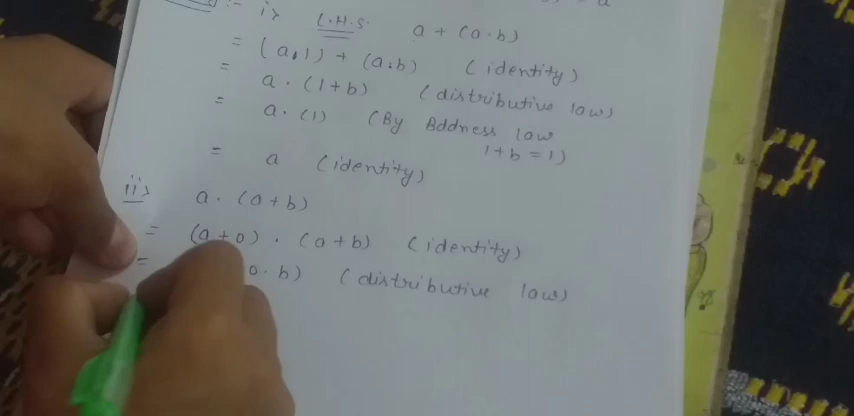 :- i> L.H.S. a + (a.b)
= (a.1) + (a.b) (identity)
= a. (1+b) (distributive law)
= a. (1) (By Bddness law
1+b = 1)
= a (identity)
ii> a. (a+b)
= (a+0). (a+b) (identity)
= 0.b) (distributive law)